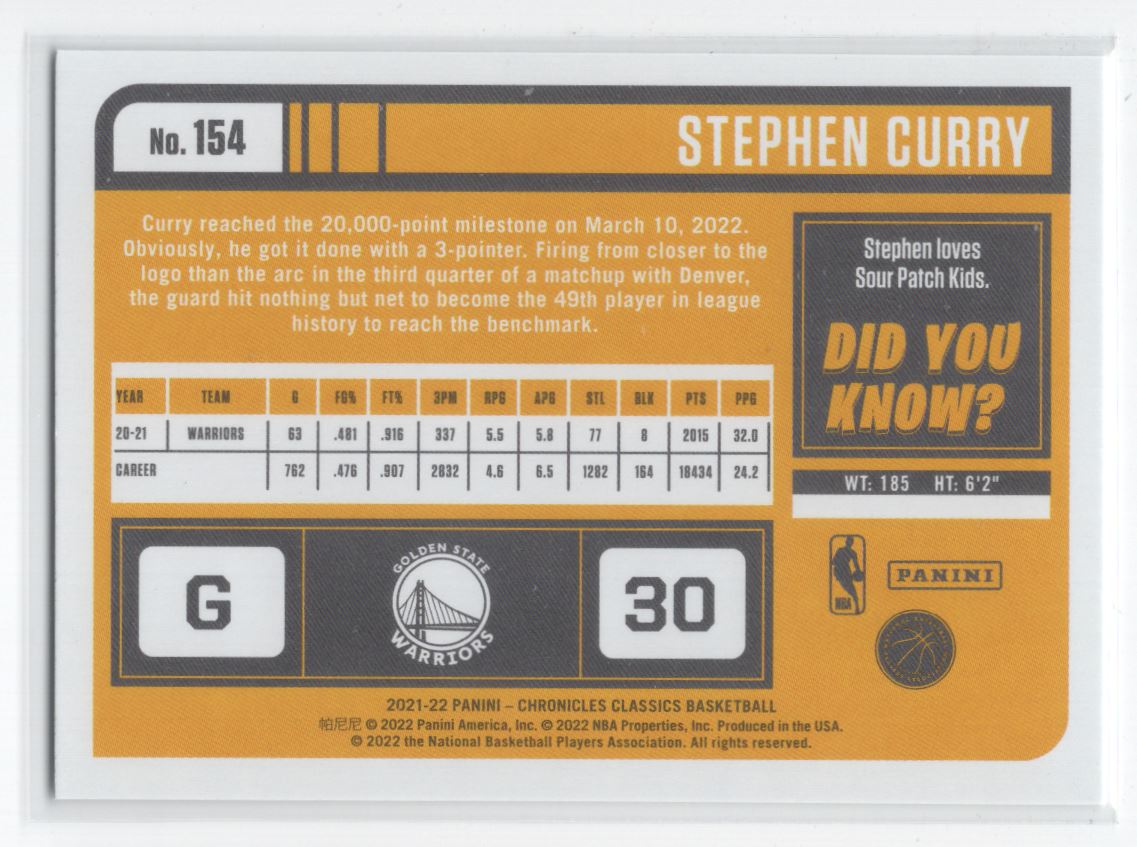 No. 154
STEPHEN CURRY
Curry reached the 20,000-point milestone on March 10, 2022.
Obviously, he got it done with a 3-pointer. Firing from closer to the
logo than the arc in the third quarter of a matchup with Denver,
the guard hit nothing but net to become the 49th player in league
history to reach the benchmark.
Stephen loves
Sour Patch Kids.
DID YOU
KNOW?
YEAR TEAM G FG% FT% 3PM RPG APG STL BLK PTS PPG
20-21 WARRIORS 63 .481 .916 337 5.5 5.8 77 8 2015 32.0
CAREER 762 .476 .907 2832 4.6 6.5 1282 164 18434 24.2
WT: 185 HT: 6'2"
G
GOLDEN STATE
WARRIORS
30
NBA
PANINI
2021-22 PANINI – CHRONICLES CLASSICS BASKETBALL
帕尼尼 © 2022 Panini America, Inc. © 2022 NBA Properties, Inc. Produced in the USA.
© 2022 the National Basketball Players Association. All rights reserved.